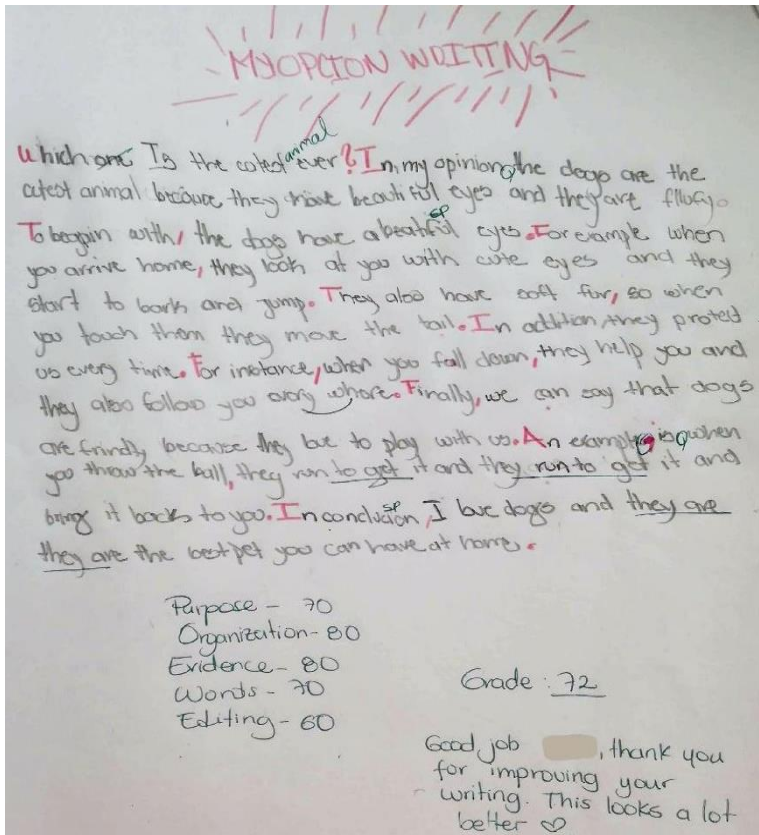 MY OPCION WRITTING
Which one Is the cotest animal ever? In, my opinion, the dogs are the
cutest animal because they have beautiful eyes and they are fllugy.
To beagin with, the dogs have a beatifil sp eyes. For example when
you arrive home, they look at you with cute eyes and they
start to bark and jump. They also have soft fur, so when
you touch them they move the tail. In addition, they protect
us every time. For instance, when you fall down, they help you and
they also follow you every where. Finally, we can say that dogs
are frindly because they love to play with us. An example is when
you throw the ball, they run to get it and they run to get it and
bring it back to you. In conclusion sp, I love dogs and they are
they are the best pet you can have at home.
Purpose - 70
Organization - 80
Evidence - 80
Words - 70
Editing - 60
Grade : 72
Good job , thank you
for improving your
writing. This looks a lot
better ♡